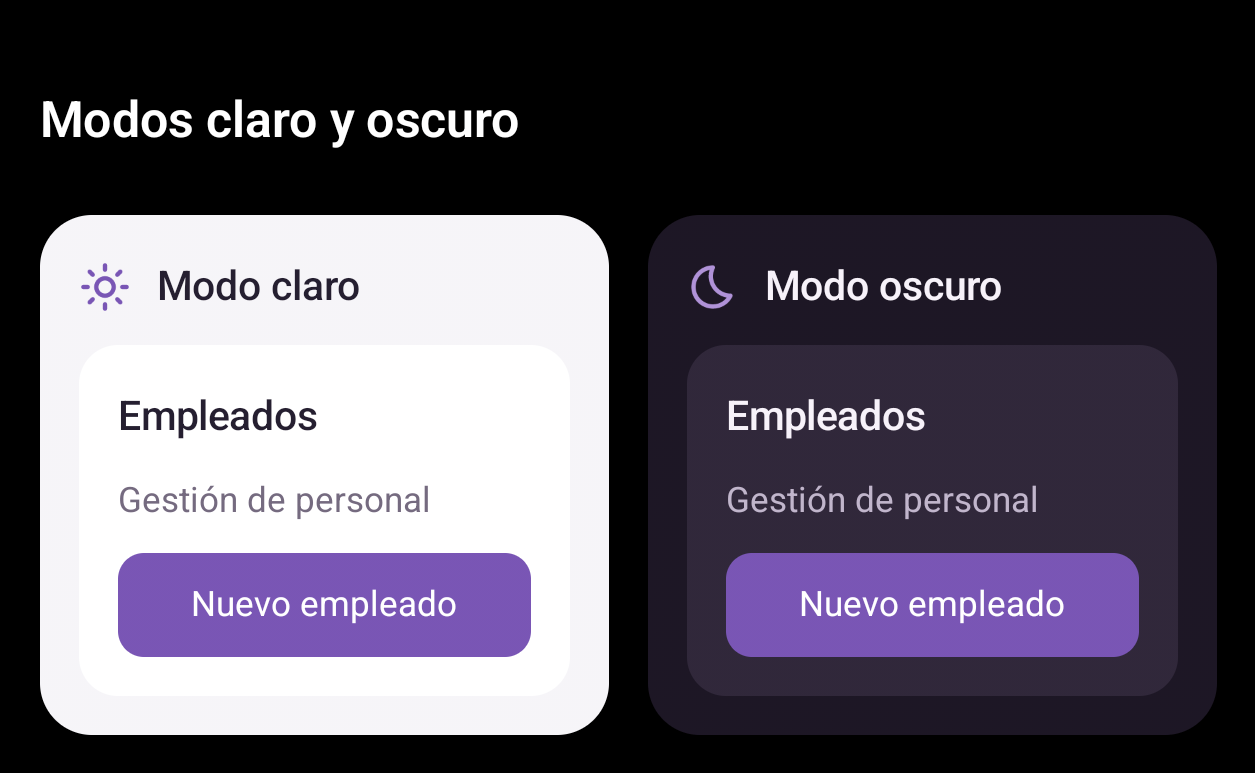 Modos claro y oscuro
Modo claro
Empleados
Gestión de personal
Nuevo empleado
Modo oscuro
Empleados
Gestión de personal
Nuevo empleado